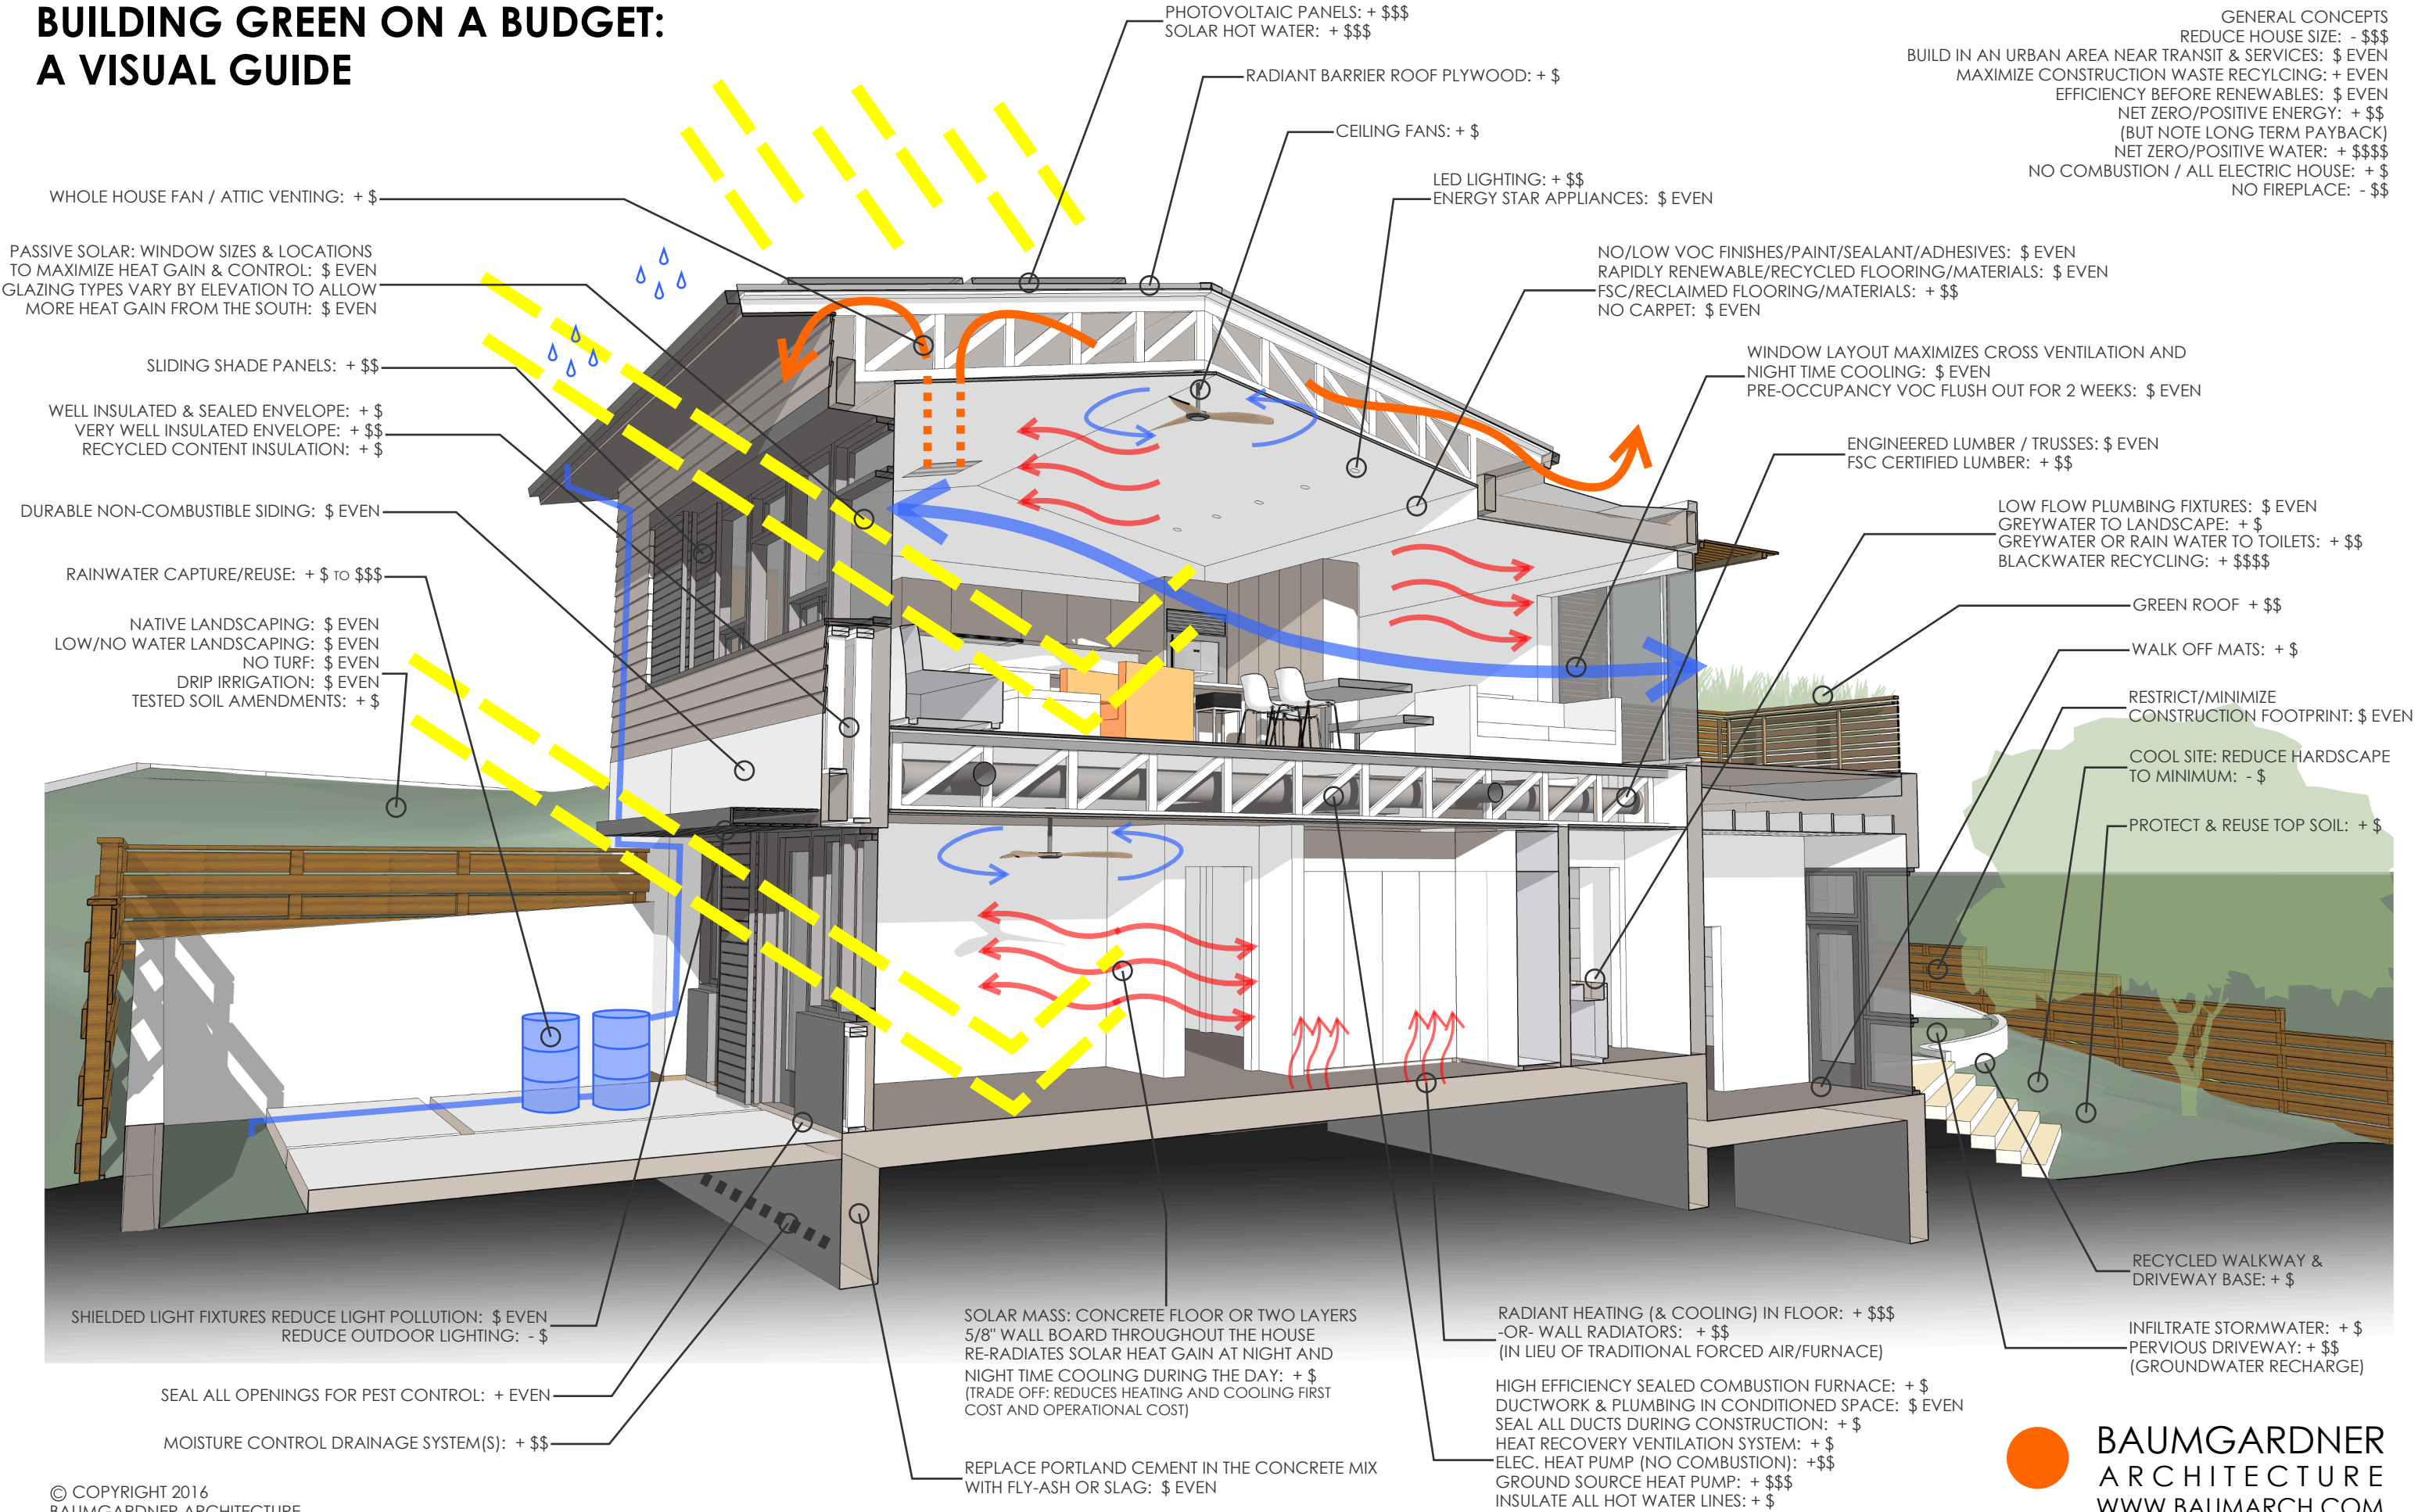 BUILDING GREEN ON A BUDGET:
A VISUAL GUIDE
PHOTOVOLTAIC PANELS: + $$$
SOLAR HOT WATER: + $$$
RADIANT BARRIER ROOF PLYWOOD: + $
CEILING FANS: + $
LED LIGHTING: + $$
ENERGY STAR APPLIANCES: $ EVEN
GENERAL CONCEPTS
REDUCE HOUSE SIZE: - $$$
BUILD IN AN URBAN AREA NEAR TRANSIT & SERVICES: $ EVEN
MAXIMIZE CONSTRUCTION WASTE RECYLCING: + EVEN
EFFICIENCY BEFORE RENEWABLES: $ EVEN
NET ZERO/POSITIVE ENERGY: + $$
(BUT NOTE LONG TERM PAYBACK)
NET ZERO/POSITIVE WATER: + $$$$
NO COMBUSTION / ALL ELECTRIC HOUSE: + $
NO FIREPLACE: - $$
WHOLE HOUSE FAN / ATTIC VENTING: + $
PASSIVE SOLAR: WINDOW SIZES & LOCATIONS
TO MAXIMIZE HEAT GAIN & CONTROL: $ EVEN
GLAZING TYPES VARY BY ELEVATION TO ALLOW
MORE HEAT GAIN FROM THE SOUTH: $ EVEN
SLIDING SHADE PANELS: + $$
WELL INSULATED & SEALED ENVELOPE: + $
VERY WELL INSULATED ENVELOPE: + $$
RECYCLED CONTENT INSULATION: + $
DURABLE NON-COMBUSTIBLE SIDING: $ EVEN
RAINWATER CAPTURE/REUSE: + $ TO $$$
NATIVE LANDSCAPING: $ EVEN
LOW/NO WATER LANDSCAPING: $ EVEN
NO TURF: $ EVEN
DRIP IRRIGATION: $ EVEN
TESTED SOIL AMENDMENTS: + $
NO/LOW VOC FINISHES/PAINT/SEALANT/ADHESIVES: $ EVEN
RAPIDLY RENEWABLE/RECYCLED FLOORING/MATERIALS: $ EVEN
FSC/RECLAIMED FLOORING/MATERIALS: + $$
NO CARPET: $ EVEN
WINDOW LAYOUT MAXIMIZES CROSS VENTILATION AND
NIGHT TIME COOLING: $ EVEN
PRE-OCCUPANCY VOC FLUSH OUT FOR 2 WEEKS: $ EVEN
ENGINEERED LUMBER / TRUSSES: $ EVEN
FSC CERTIFIED LUMBER: + $$
LOW FLOW PLUMBING FIXTURES: $ EVEN
GREYWATER TO LANDSCAPE: + $
GREYWATER OR RAIN WATER TO TOILETS: + $$
BLACKWATER RECYCLING: + $$$$
GREEN ROOF + $$
WALK OFF MATS: + $
RESTRICT/MINIMIZE
CONSTRUCTION FOOTPRINT: $ EVEN
COOL SITE: REDUCE HARDSCAPE
TO MINIMUM: - $
PROTECT & REUSE TOP SOIL: + $
SHIELDED LIGHT FIXTURES REDUCE LIGHT POLLUTION: $ EVEN
REDUCE OUTDOOR LIGHTING: - $
SEAL ALL OPENINGS FOR PEST CONTROL: + EVEN
MOISTURE CONTROL DRAINAGE SYSTEM(S): + $$
SOLAR MASS: CONCRETE FLOOR OR TWO LAYERS
5/8" WALL BOARD THROUGHOUT THE HOUSE
RE-RADIATES SOLAR HEAT GAIN AT NIGHT AND
NIGHT TIME COOLING DURING THE DAY: + $
(TRADE OFF: REDUCES HEATING AND COOLING FIRST
COST AND OPERATIONAL COST)
REPLACE PORTLAND CEMENT IN THE CONCRETE MIX
WITH FLY-ASH OR SLAG: $ EVEN
RADIANT HEATING (& COOLING) IN FLOOR: + $$$
-OR- WALL RADIATORS: + $$
(IN LIEU OF TRADITIONAL FORCED AIR/FURNACE)
HIGH EFFICIENCY SEALED COMBUSTION FURNACE: + $
DUCTWORK & PLUMBING IN CONDITIONED SPACE: $ EVEN
SEAL ALL DUCTS DURING CONSTRUCTION: + $
HEAT RECOVERY VENTILATION SYSTEM: + $
ELEC. HEAT PUMP (NO COMBUSTION): +$$
GROUND SOURCE HEAT PUMP: + $$$
INSULATE ALL HOT WATER LINES: + $
RECYCLED WALKWAY &
DRIVEWAY BASE: + $
INFILTRATE STORMWATER: + $
PERVIOUS DRIVEWAY: + $$
(GROUNDWATER RECHARGE)
BAUMGARDNER
ARCHITECTURE
WWW.BAUMARCH.COM
© COPYRIGHT 2016
BAUMGARDNER ARCHITECTURE